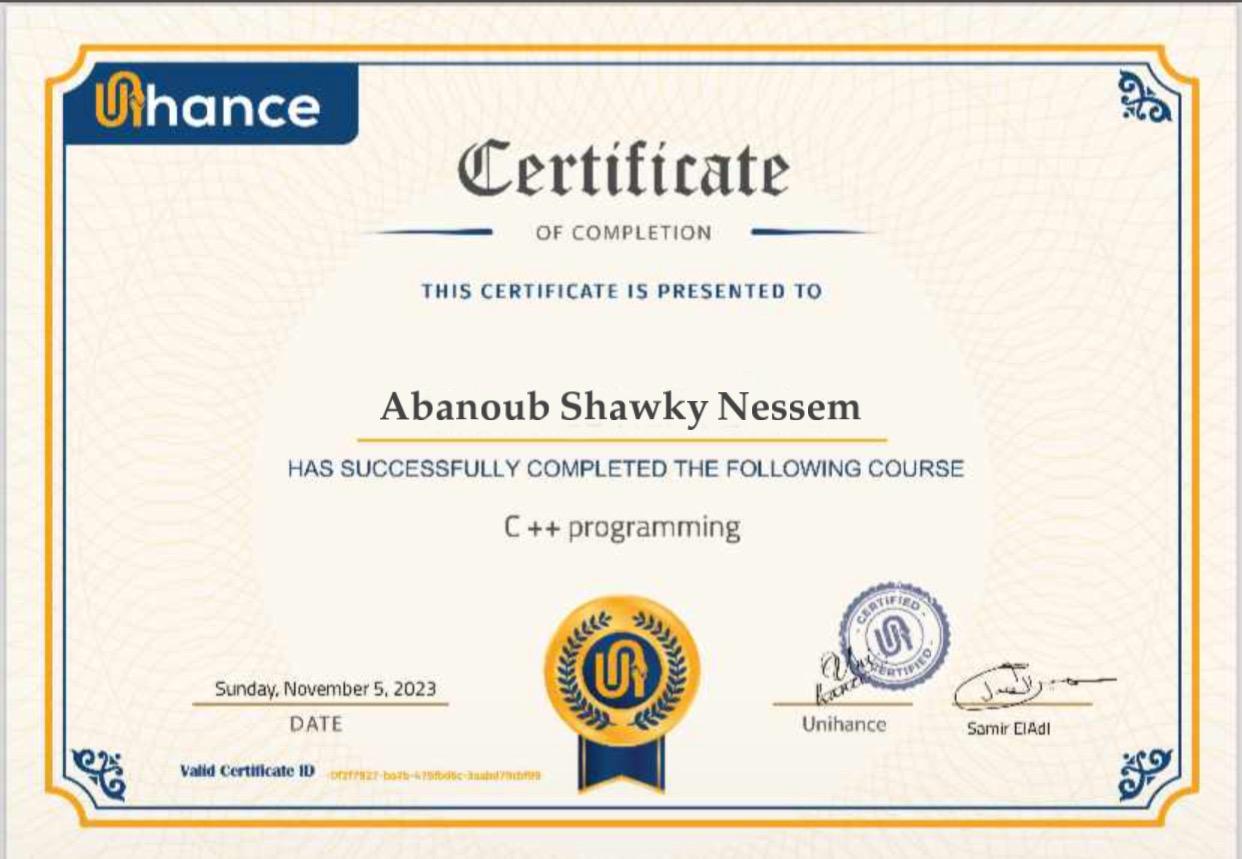 Unihance
Certificate
OF COMPLETION
THIS CERTIFICATE IS PRESENTED TO
Abanoub Shawky Nessem
HAS SUCCESSFULLY COMPLETED THE FOLLOWING COURSE
C ++ programming
CERTIFIED
CERTIFIED
Sunday, November 5, 2023
DATE
Unihance
Samir ElAdl
Valid Certificate ID